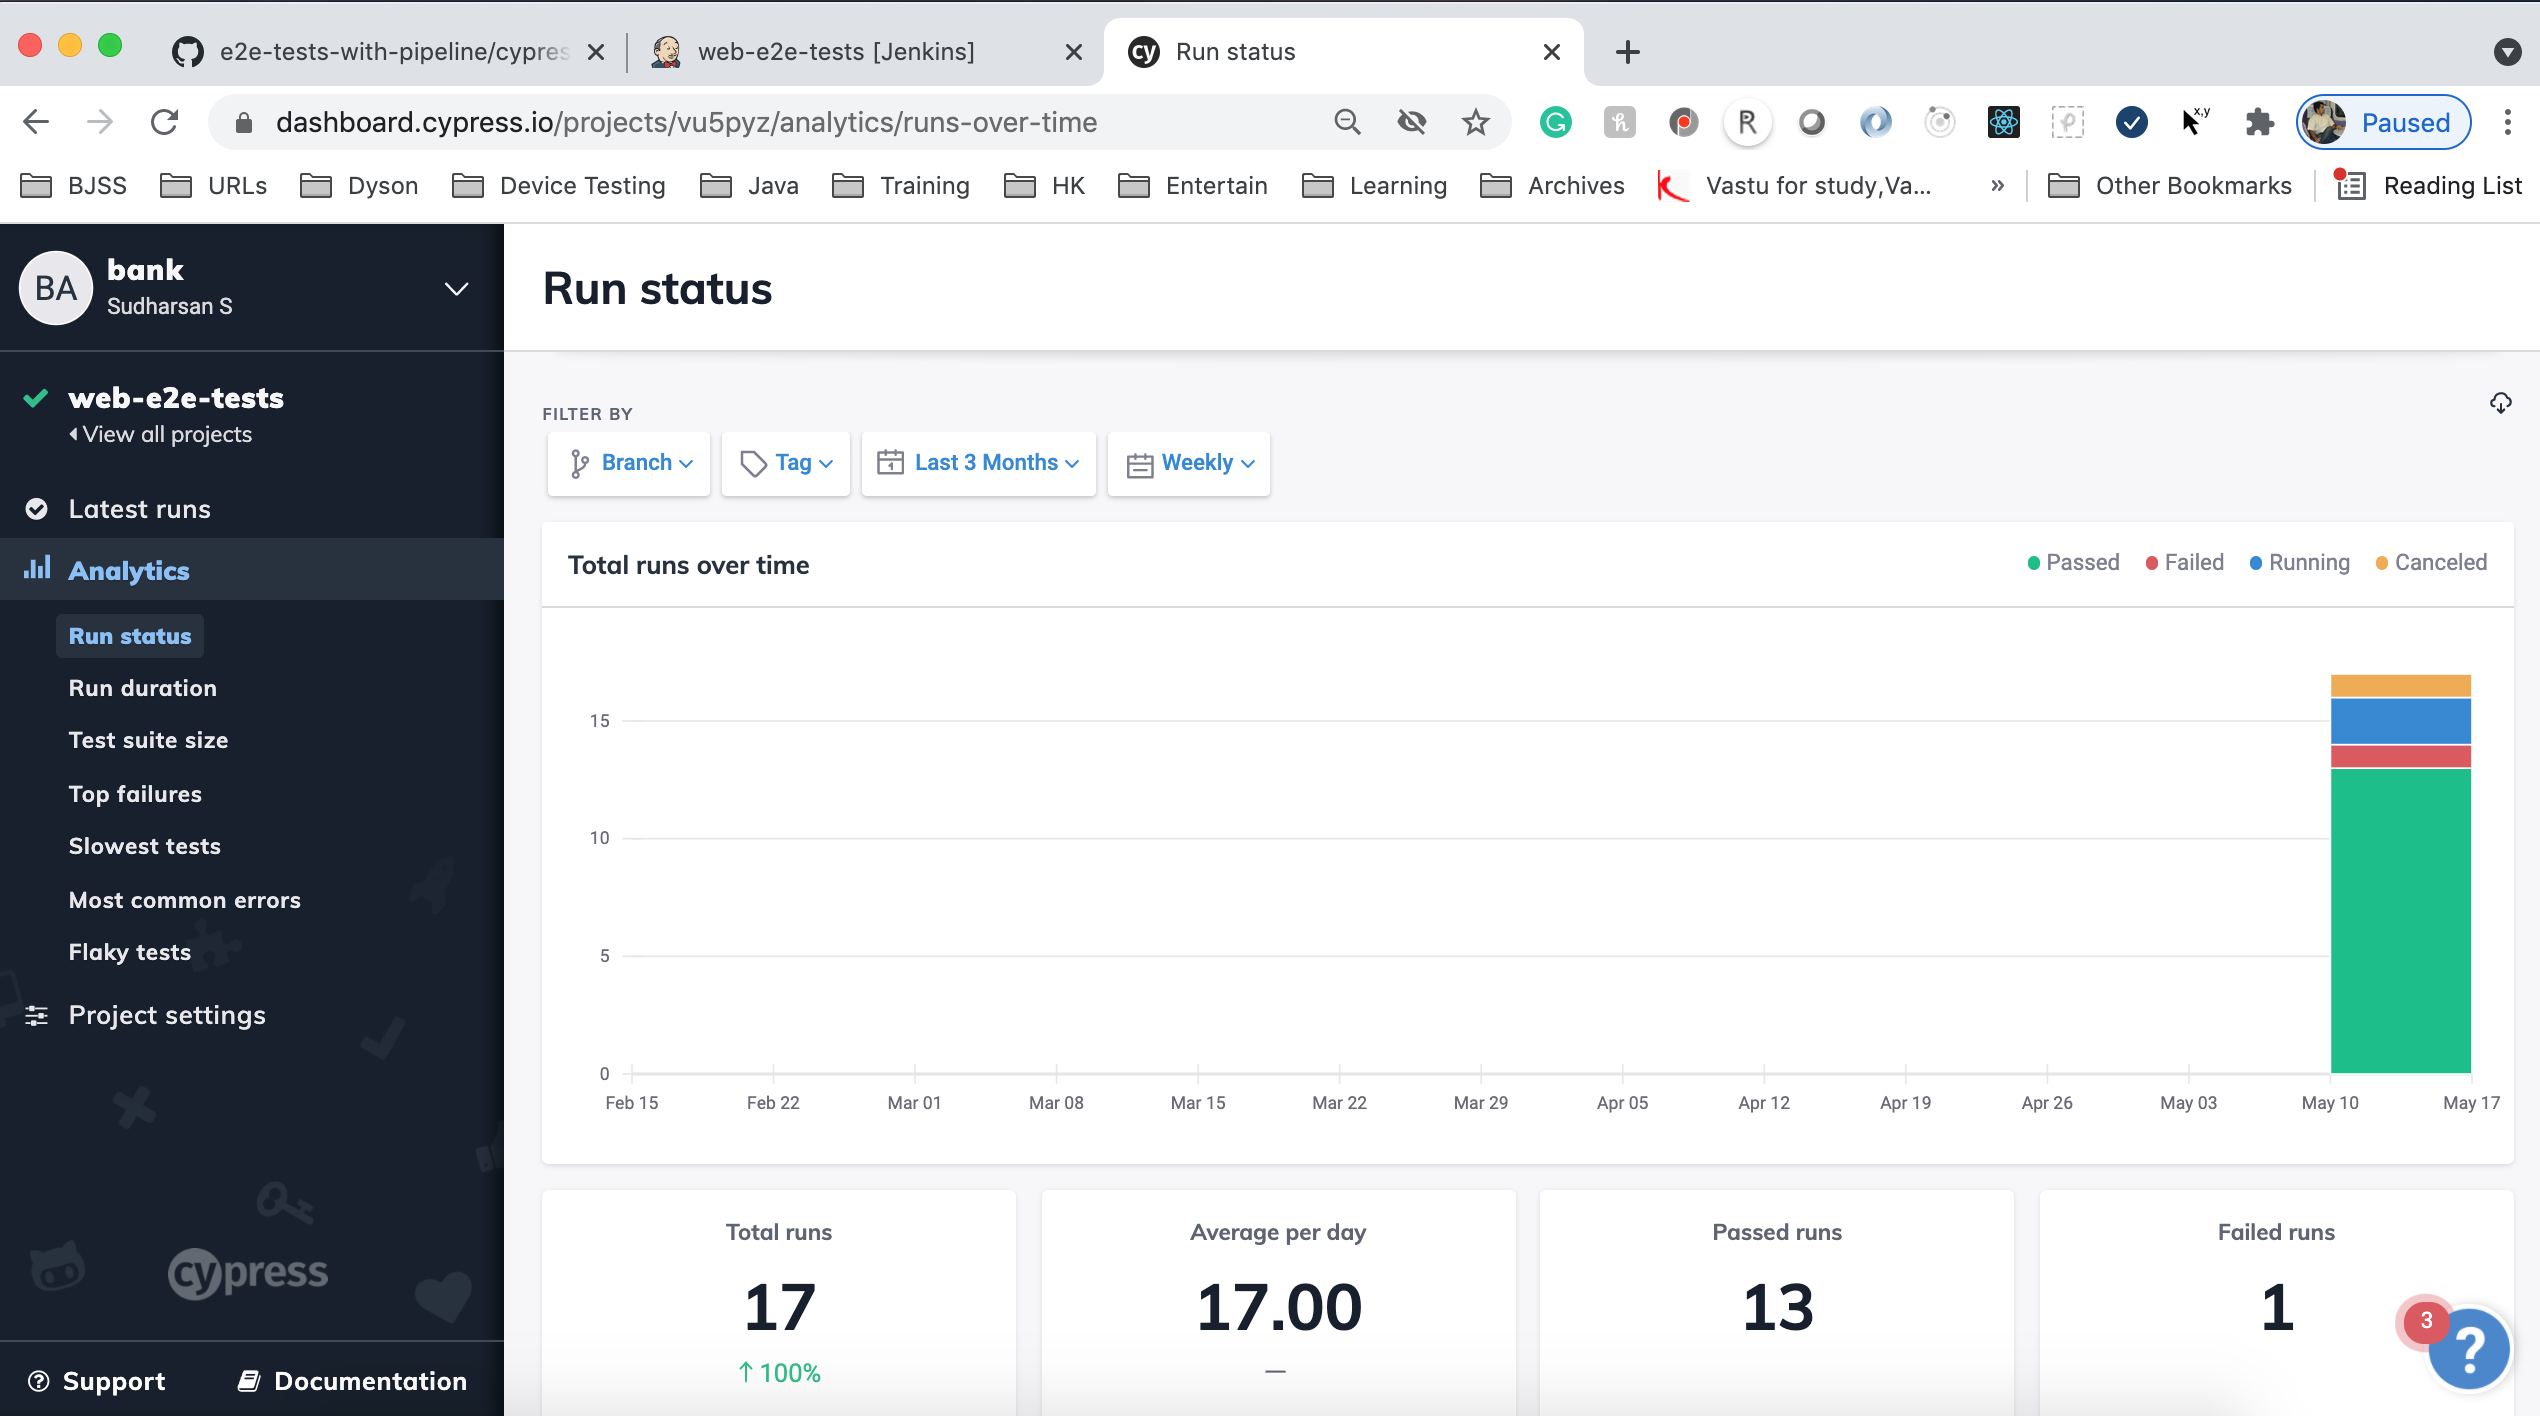 e2e-tests-with-pipeline/cypres
web-e2e-tests [Jenkins]
cy Run status
dashboard.cypress.io/projects/vu5pyz/analytics/runs-over-time
G h R p x,y Paused
BJSS URLs Dyson Device Testing Java Training HK Entertain Learning Archives Vastu for study,Va... » Other Bookmarks Reading List
BA bank
Sudharsan S
Run status
web-e2e-tests
View all projects
Latest runs
Analytics
Run status
Run duration
Test suite size
Top failures
Slowest tests
Most common errors
Flaky tests
Project settings
cypress
Support Documentation
FILTER BY
Branch Tag 1 Last 3 Months Weekly
Total runs over time
Passed Failed Running Canceled
15
10
5
0
Feb 15 Feb 22 Mar 01 Mar 08 Mar 15 Mar 22 Mar 29 Apr 05 Apr 12 Apr 19 Apr 26 May 03 May 10 May 17
Total runs
17
↑ 100%
Average per day
17.00
—
Passed runs
13
Failed runs
1
3
?